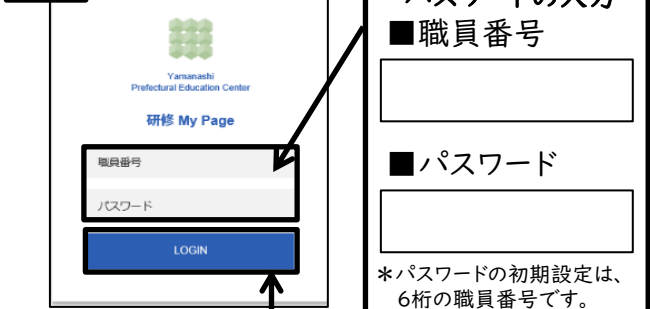 Yamanashi
Prefectural Education Center
研修 My Page
職員番号
パスワード
LOGIN
パスワードの入力
■職員番号
■パスワード
＊パスワードの初期設定は、
6桁の職員番号です。